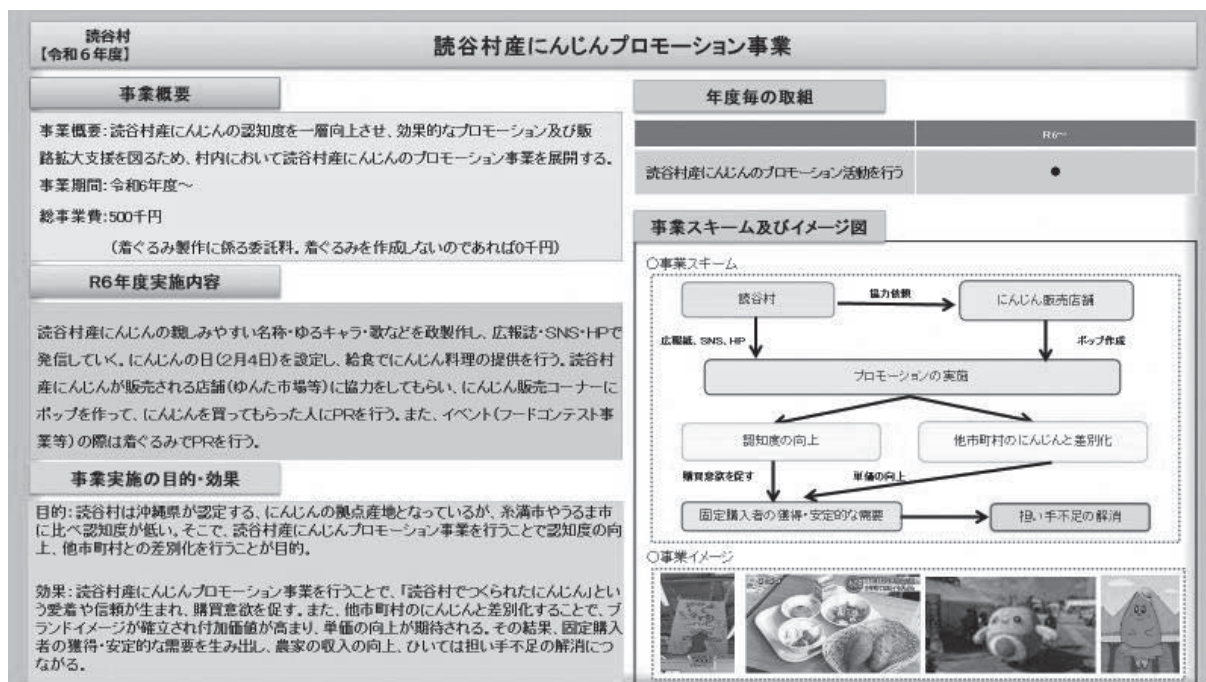 読谷村
【令和6年度】
読谷村産にんじんプロモーション事業
事業概要
事業概要:読谷村産にんじんの認知度を一層向上させ、効果的なプロモーション及び販
路拡大支援を図るため、村内において読谷村産にんじんのプロモーション事業を展開する。
事業期間:令和6年度～
総事業費:500千円
(着ぐるみ製作に係る委託料。着ぐるみを作成しないのであれば0千円)
R6年度実施内容
読谷村産にんじんの親しみやすい名称・ゆるキャラ・歌などを政製作し、広報誌・SNS・HPで
発信していく。にんじんの日(2月4日)を設定し、給食でにんじん料理の提供を行う。読谷村
産にんじんが販売される店舗(ゆんた市場等)に協力をしてもらい、にんじん販売コーナーに
ポップを作って、にんじんを買ってもらった人にPRを行う。また、イベント(フードコンテスト事
業等)の際は着ぐるみでPRを行う。
事業実施の目的・効果
目的:読谷村は沖縄県が認定する、にんじんの拠点産地となっているが、糸満市やうるま市
に比べ認知度が低い。そこで、読谷村産にんじんプロモーション事業を行うことで認知度の向
上、他市町村との差別化を行うことが目的。
効果:読谷村産にんじんプロモーション事業を行うことで、「読谷村でつくられたにんじん」とい
う愛着や信頼が生まれ、購買意欲を促す。また、他市町村のにんじんと差別化することで、ブ
ランドイメージが確立され付加価値が高まり、単価の向上が期待される。その結果、固定購入
者の獲得・安定的な需要を生み出し、農家の収入の向上、ひいては担い手不足の解消につ
ながる。
年度毎の取組
R6～
読谷村産にんじんのプロモーション活動を行う
●
事業スキーム及びイメージ図
〇事業スキーム
読谷村
協力依頼
にんじん販売店舗
広報紙、SNS、HP
ポップ作成
プロモーションの実施
認知度の向上
他市町村のにんじんと差別化
購買意欲を促す
単価の向上
固定購入者の獲得・安定的な需要
担い手不足の解消
〇事業イメージ